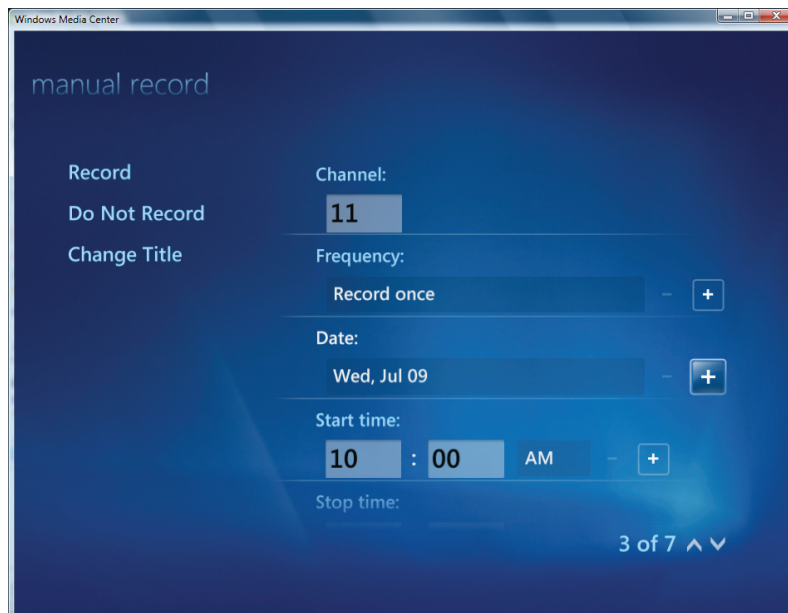 Windows Media Center
manual record
Record
Do Not Record
Change Title
Channel:
11
Frequency:
Record once
Date:
Wed, Jul 09
Start time:
10 : 00 AM
Stop time:
3 of 7